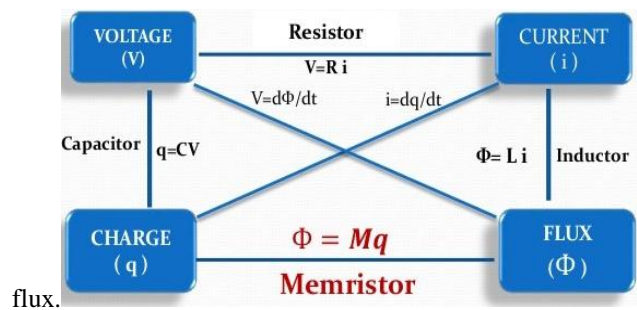 VOLTAGE
(V)
Resistor
V=R i
CURRENT
( i )
V=dΦ/dt
i=dq/dt
Capacitor
q=CV
Φ= L i
Inductor
CHARGE
( q )
Φ = Mq
Memristor
FLUX
(Φ)
flux.